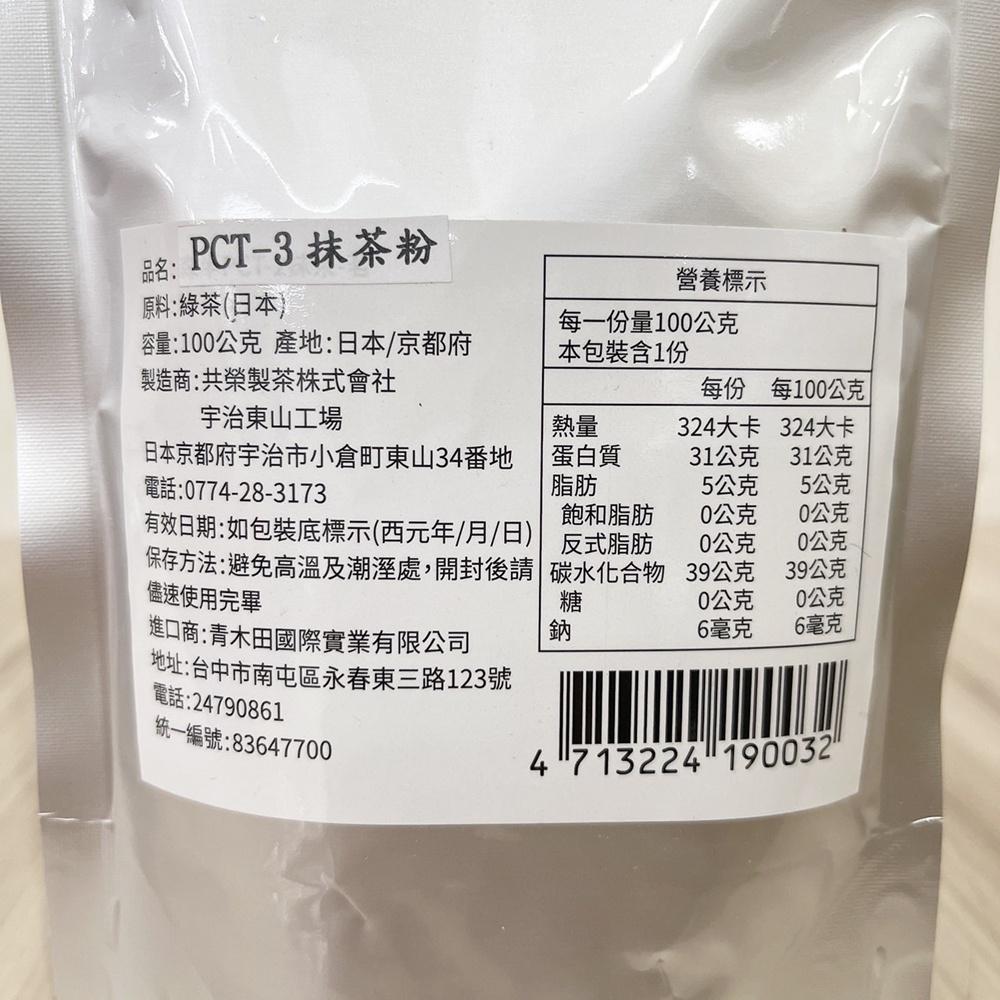 品名: PCT-3 抹茶粉
原料:綠茶(日本)
容量:100公克 產地:日本/京都府
製造商:共榮製茶株式會社
宇治東山工場
日本京都府宇治市小倉町東山34番地
電話:0774-28-3173
有效日期:如包裝底標示(西元年/月/日)
保存方法:避免高溫及潮溼處,開封後請
儘速使用完畢
進口商:青木田國際實業有限公司
地址:台中市南屯區永春東三路123號
電話:24790861
統一編號:83647700
營養標示
每一份量100公克
本包裝含1份
每份 每100公克
熱量 324大卡 324大卡
蛋白質 31公克 31公克
脂肪 5公克 5公克
飽和脂肪 0公克 0公克
反式脂肪 0公克 0公克
碳水化合物 39公克 39公克
糖 0公克 0公克
鈉 6毫克 6毫克
4 713224 190032